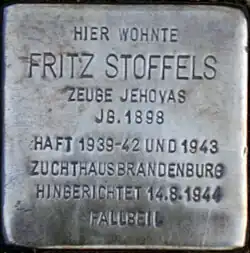 HIER WOHNTE
FRITZ STOFFELS
ZEUGE JEHOVAS
JG. 1898
HAFT 1939-42 UND 1943
ZUCHTHAUS BRANDENBURG
HINGERICHTET 14.8.1944
FALLBEIL